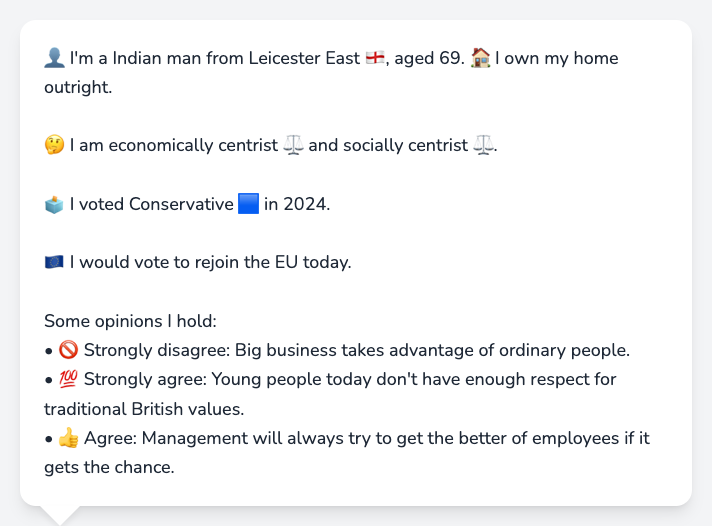 👤 I'm a Indian man from Leicester East 🏴󠁧󠁢󠁥󠁮󠁧󠁿, aged 69. 🏠 I own my home
outright.
🤔 I am economically centrist ⚖️ and socially centrist ⚖️.
🗳️ I voted Conservative 🟦 in 2024.
🇪🇺 I would vote to rejoin the EU today.
Some opinions I hold:
• 🚫 Strongly disagree: Big business takes advantage of ordinary people.
• 💯 Strongly agree: Young people today don't have enough respect for
traditional British values.
• 👍 Agree: Management will always try to get the better of employees if it
gets the chance.